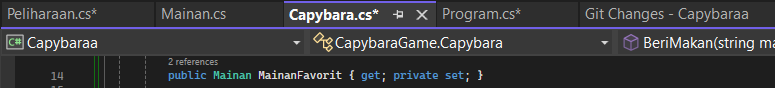 Peliharaan.cs* Mainan.cs Capybara.cs* Program.cs* Git Changes - Capybaraa
C# Capybaraa CapybaraGame.Capybara BeriMakan(string ma
2 references
14 public Mainan MainanFavorit { get; private set; }